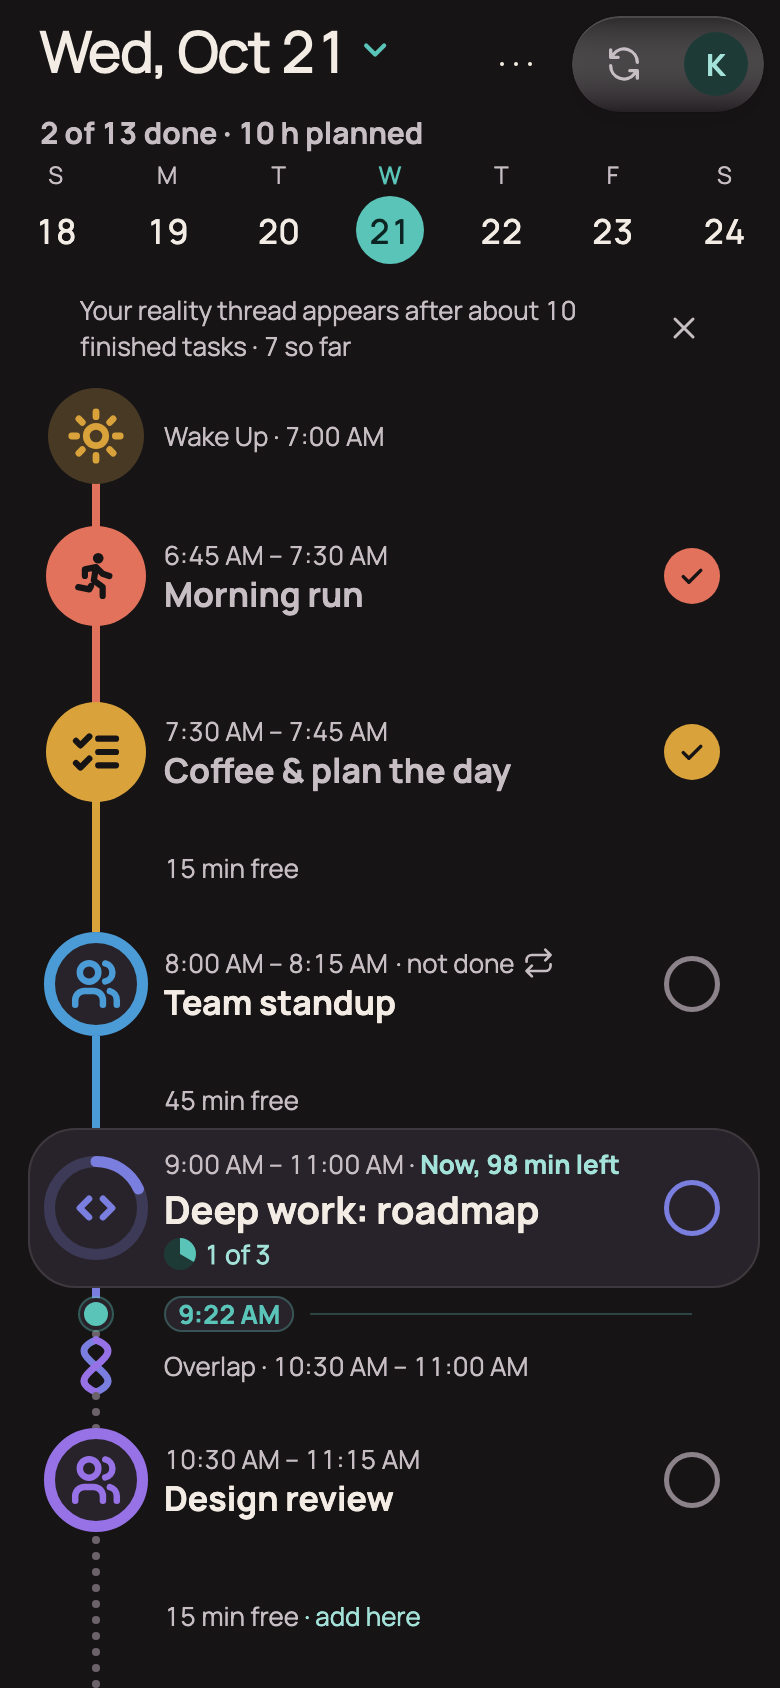 Wed, Oct 21
...
K
2 of 13 done · 10 h planned
S M T W T F S
18 19 20 21 22 23 24
Your reality thread appears after about 10
finished tasks · 7 so far
Wake Up · 7:00 AM
6:45 AM – 7:30 AM
Morning run
7:30 AM – 7:45 AM
Coffee & plan the day
15 min free
8:00 AM – 8:15 AM · not done
Team standup
45 min free
9:00 AM – 11:00 AM · Now, 98 min left
Deep work: roadmap
1 of 3
9:22 AM
Overlap · 10:30 AM – 11:00 AM
10:30 AM – 11:15 AM
Design review
15 min free · add here